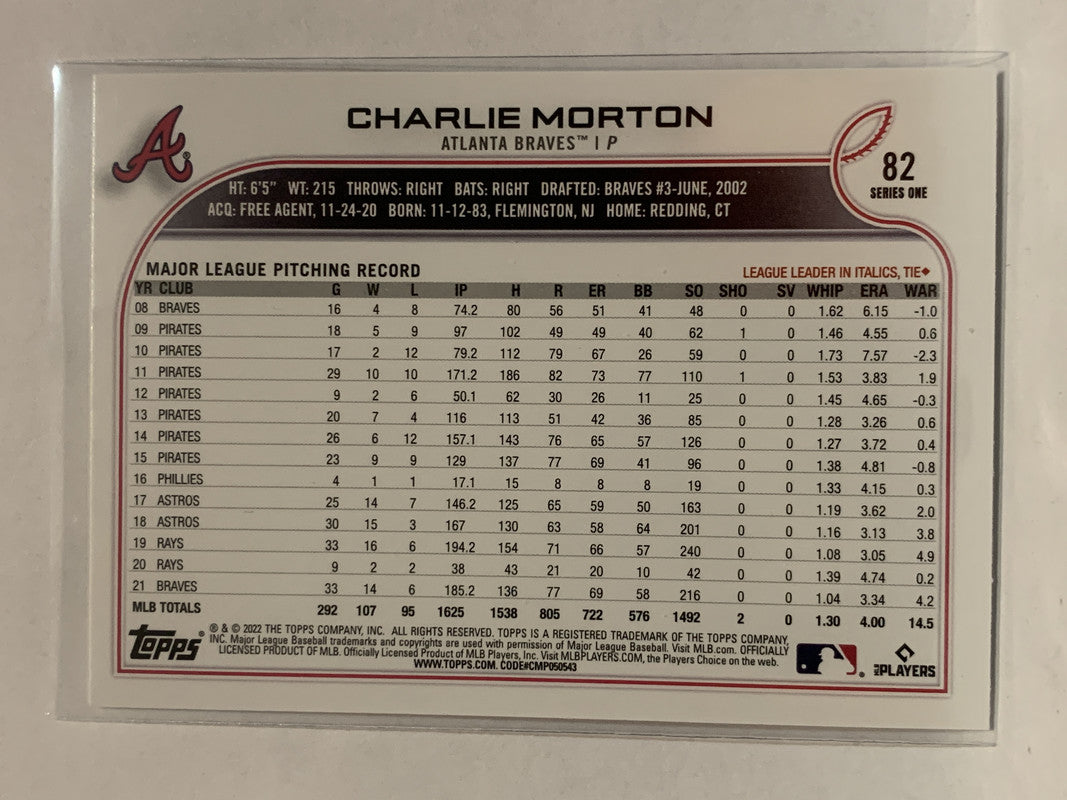 CHARLIE MORTON
ATLANTA BRAVES™ | P
A®
82
SERIES ONE
HT: 6'5" WT: 215 THROWS: RIGHT BATS: RIGHT DRAFTED: BRAVES #3-JUNE, 2002
ACQ: FREE AGENT, 11-24-20 BORN: 11-12-83, FLEMINGTON, NJ HOME: REDDING, CT
MAJOR LEAGUE PITCHING RECORD LEAGUE LEADER IN ITALICS, TIE◆
YR CLUB G W L IP H R ER BB SO SHO SV WHIP ERA WAR
08 BRAVES 16 4 8 74.2 80 56 51 41 48 0 0 1.62 6.15 -1.0
09 PIRATES 18 5 9 97 102 49 49 40 62 1 0 1.46 4.55 0.6
10 PIRATES 17 2 12 79.2 112 79 67 26 59 0 0 1.73 7.57 -2.3
11 PIRATES 29 10 10 171.2 186 82 73 77 110 1 0 1.53 3.83 1.9
12 PIRATES 9 2 6 50.1 62 30 26 11 25 0 0 1.45 4.65 -0.3
13 PIRATES 20 7 4 116 113 51 42 36 85 0 0 1.28 3.26 0.6
14 PIRATES 26 6 12 157.1 143 76 65 57 126 0 0 1.27 3.72 0.4
15 PIRATES 23 9 9 129 137 77 69 41 96 0 0 1.38 4.81 -0.8
16 PHILLIES 4 1 1 17.1 15 8 8 8 19 0 0 1.33 4.15 0.3
17 ASTROS 25 14 7 146.2 125 65 59 50 163 0 0 1.19 3.62 2.0
18 ASTROS 30 15 3 167 130 63 58 64 201 0 0 1.16 3.13 3.8
19 RAYS 33 16 6 194.2 154 71 66 57 240 0 0 1.08 3.05 4.9
20 RAYS 9 2 2 38 43 21 20 10 42 0 0 1.39 4.74 0.2
21 BRAVES 33 14 6 185.2 136 77 69 58 216 0 0 1.04 3.34 4.2
MLB TOTALS 292 107 95 1625 1538 805 722 576 1492 2 0 1.30 4.00 14.5
topps®
® & © 2022 THE TOPPS COMPANY, INC. ALL RIGHTS RESERVED. TOPPS IS A REGISTERED TRADEMARK OF THE TOPPS COMPANY,
INC. Major League Baseball trademarks and copyrights are used with permission of Major League Baseball. Visit MLB.com. OFFICIALLY
LICENSED PRODUCT OF MLB. Officially Licensed Product of MLB Players, Inc. Visit MLBPLAYERS.COM, the Players Choice on the web.
WWW.TOPPS.COM. CODE#CMP050543
MLB PLAYERS